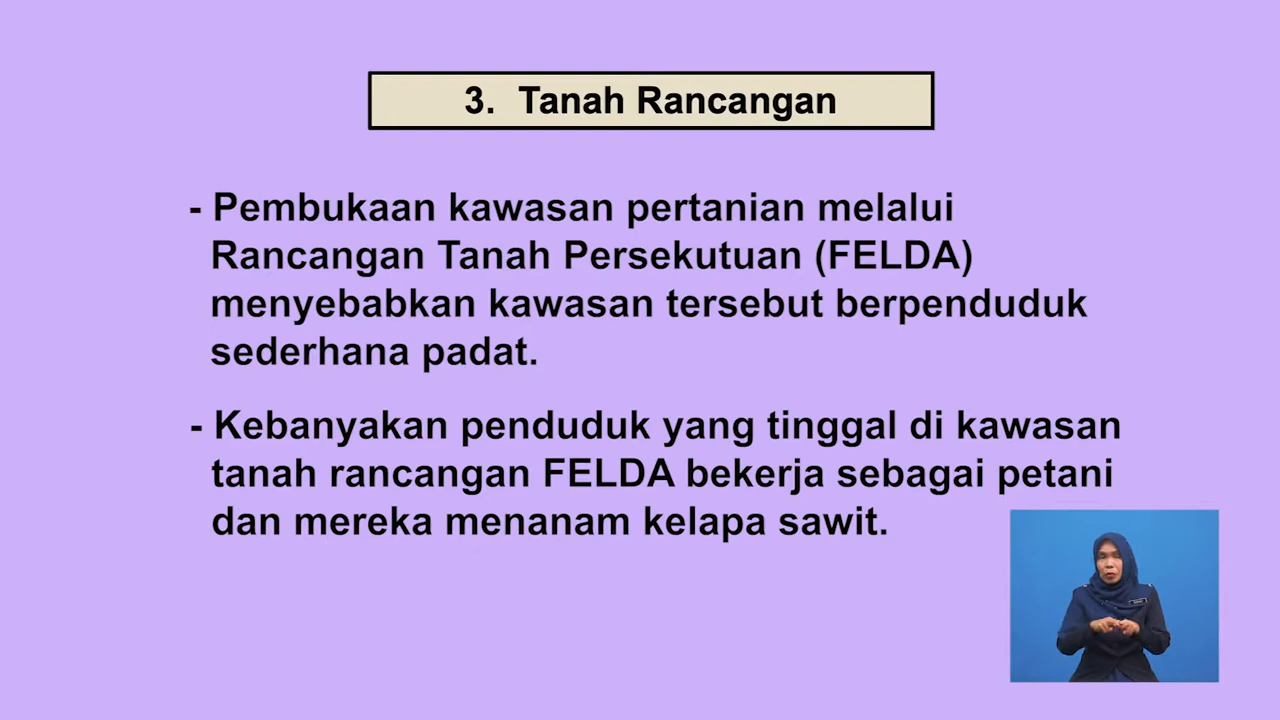 3. Tanah Rancangan
- Pembukaan kawasan pertanian melalui
Rancangan Tanah Persekutuan (FELDA)
menyebabkan kawasan tersebut berpenduduk
sederhana padat.
- Kebanyakan penduduk yang tinggal di kawasan
tanah rancangan FELDA bekerja sebagai petani
dan mereka menanam kelapa sawit.